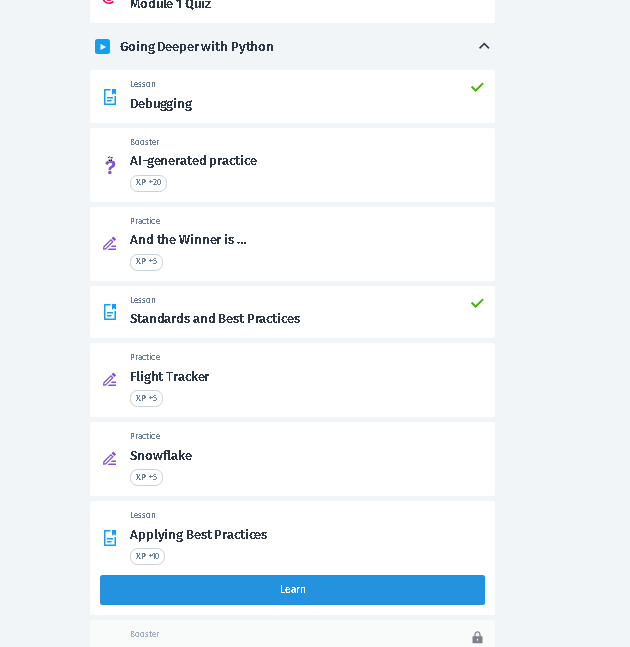 Module 1 Quiz
Going Deeper with Python
Lesson
Debugging
Booster
AI-generated practice
XP +20
Practice
And the Winner is ...
XP +5
Lesson
Standards and Best Practices
Practice
Flight Tracker
XP +5
Practice
Snowflake
XP +5
Lesson
Applying Best Practices
XP +10
Learn
Booster